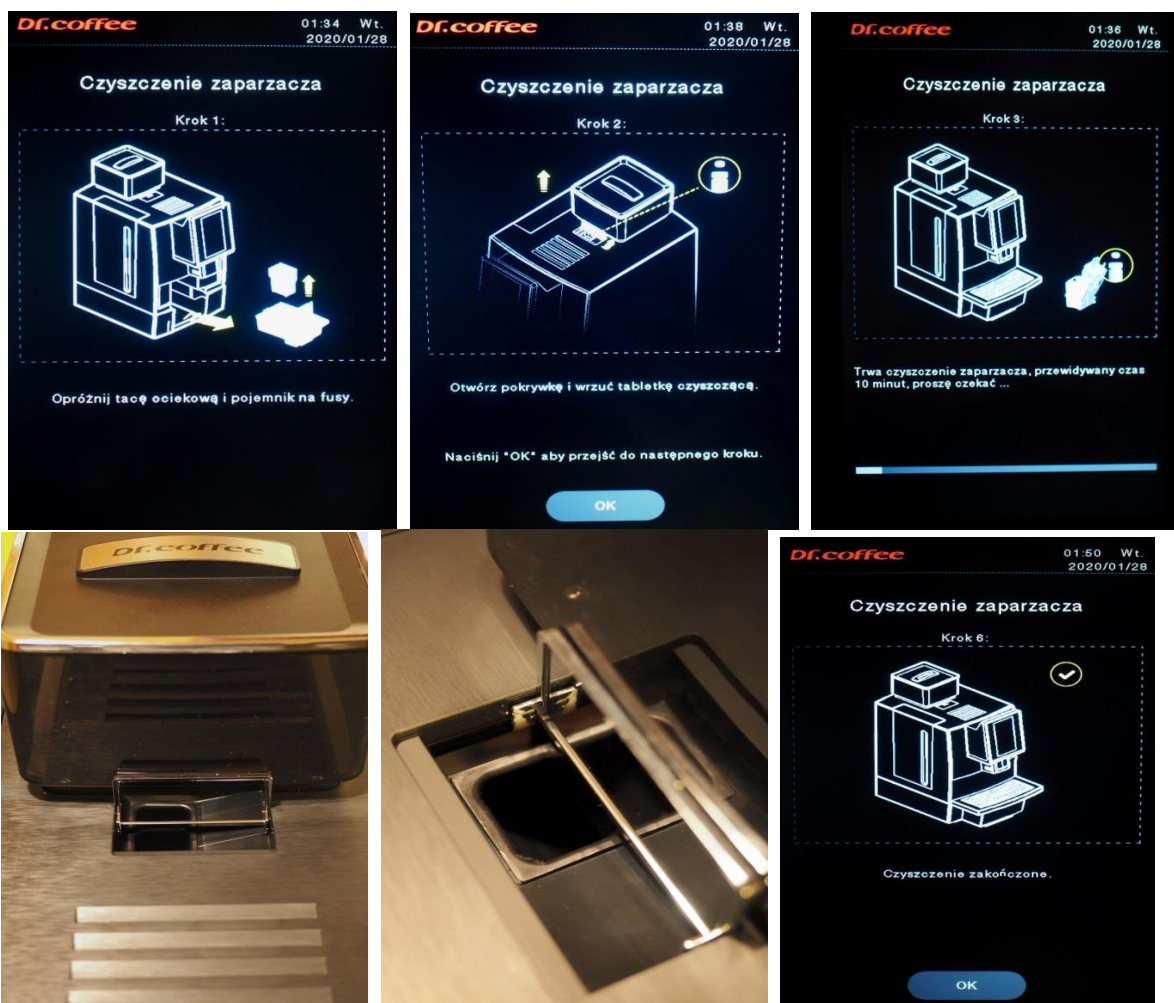 Dr.coffee
01:34 Wt.
2020/01/28
Czyszczenie zaparzacza
Krok 1:
Opróżnij tacę ociekową i pojemnik na fusy.
Dr.coffee
01:38 Wt.
2020/01/28
Czyszczenie zaparzacza
Krok 2:
Otwórz pokrywkę i wrzuć tabletkę czyszczącą.
Naciśnij "OK" aby przejść do następnego kroku.
OK
Dr.coffee
01:36 Wt.
2020/01/28
Czyszczenie zaparzacza
Krok 3:
Trwa czyszczenie zaparzacza, przewidywany czas
10 minut, proszę czekać ...
Dr.coffee
Dr.coffee
01:50 Wt.
2020/01/28
Czyszczenie zaparzacza
Krok 6:
Czyszczenie zakończone.
OK